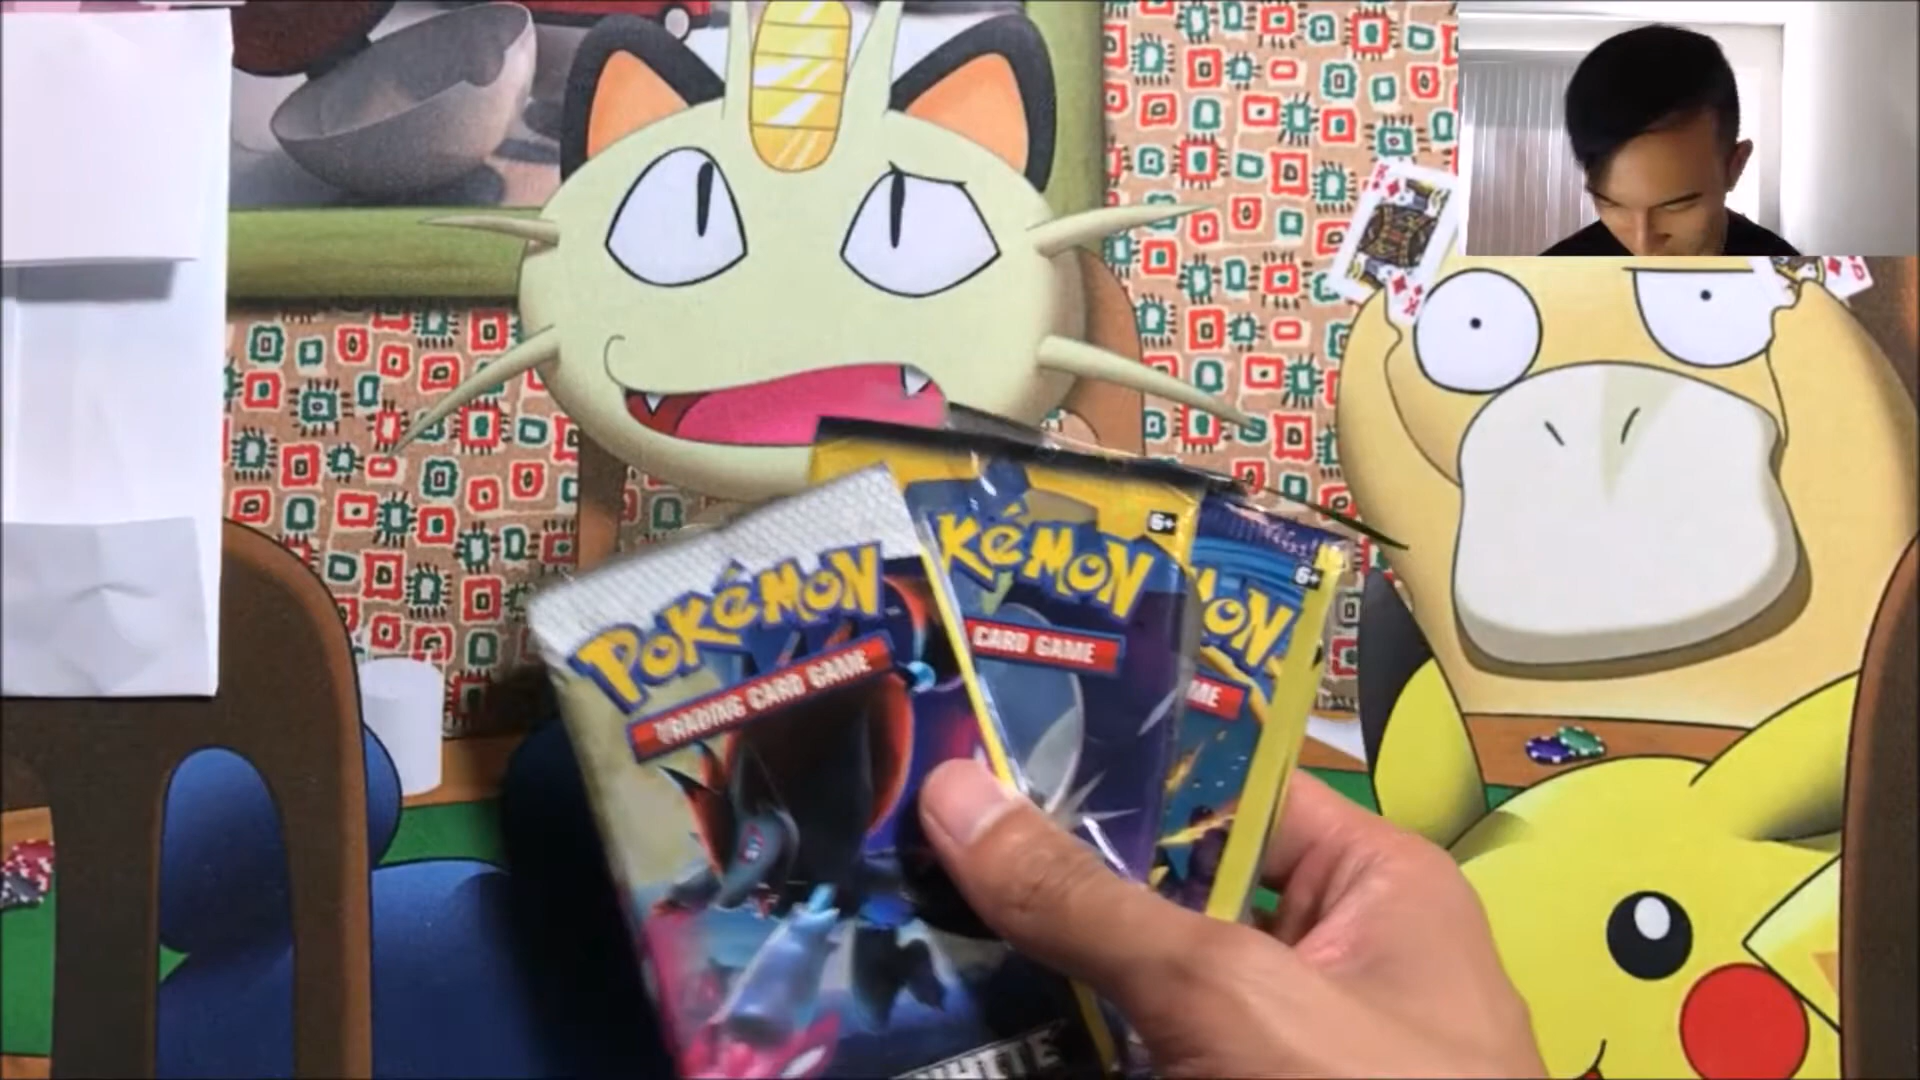 POKéMON
TRADING CARD GAME
WHITE
KéMON
6+
CARD GAME
MON
6+
ME